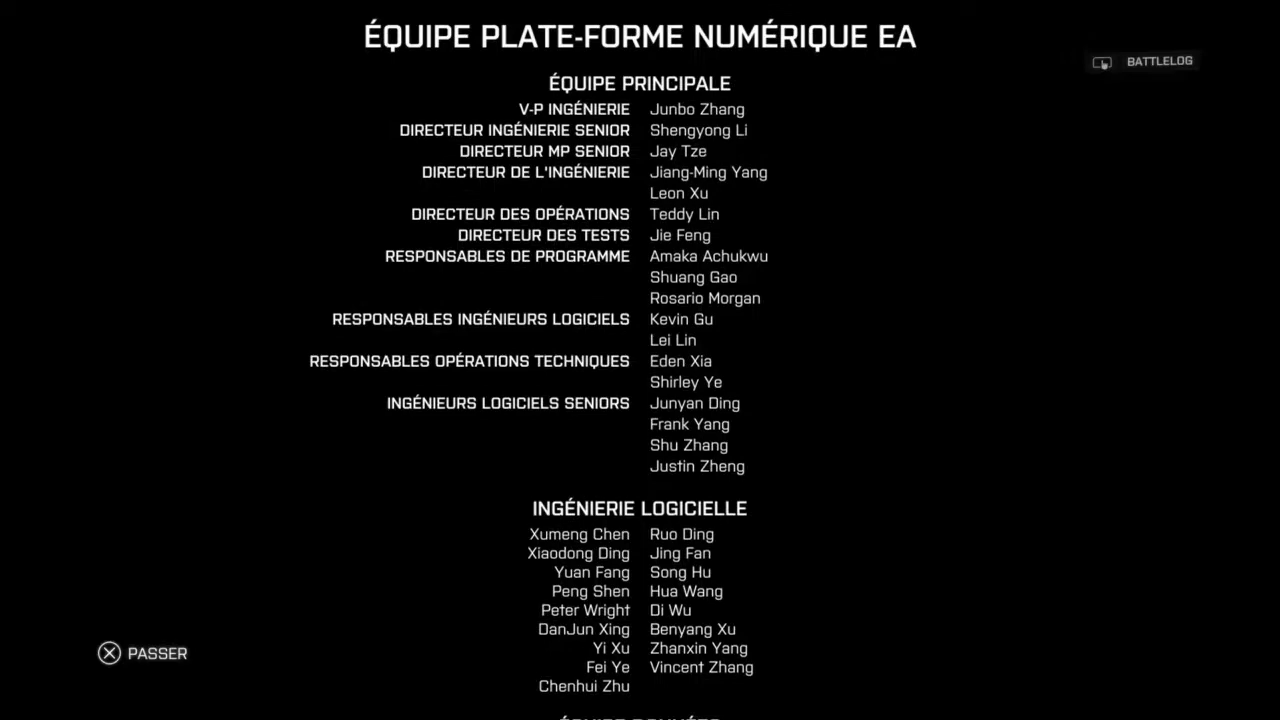 ÉQUIPE PLATE-FORME NUMÉRIQUE EA
BATTLELOG
ÉQUIPE PRINCIPALE
V-P INGÉNIERIE Junbo Zhang
DIRECTEUR INGÉNIERIE SENIOR Shengyong Li
DIRECTEUR MP SENIOR Jay Tze
DIRECTEUR DE L'INGÉNIERIE Jiang-Ming Yang
Leon Xu
DIRECTEUR DES OPÉRATIONS Teddy Lin
DIRECTEUR DES TESTS Jie Feng
RESPONSABLES DE PROGRAMME Amaka Achukwu
Shuang Gao
Rosario Morgan
RESPONSABLES INGÉNIEURS LOGICIELS Kevin Gu
Lei Lin
RESPONSABLES OPÉRATIONS TECHNIQUES Eden Xia
Shirley Ye
INGÉNIEURS LOGICIELS SENIORS Junyan Ding
Frank Yang
Shu Zhang
Justin Zheng
INGÉNIERIE LOGICIELLE
Xumeng Chen Ruo Ding
Xiaodong Ding Jing Fan
Yuan Fang Song Hu
Peng Shen Hua Wang
Peter Wright Di Wu
DanJun Xing Benyang Xu
Yi Xu Zhanxin Yang
Fei Ye Vincent Zhang
Chenhui Zhu
PASSER